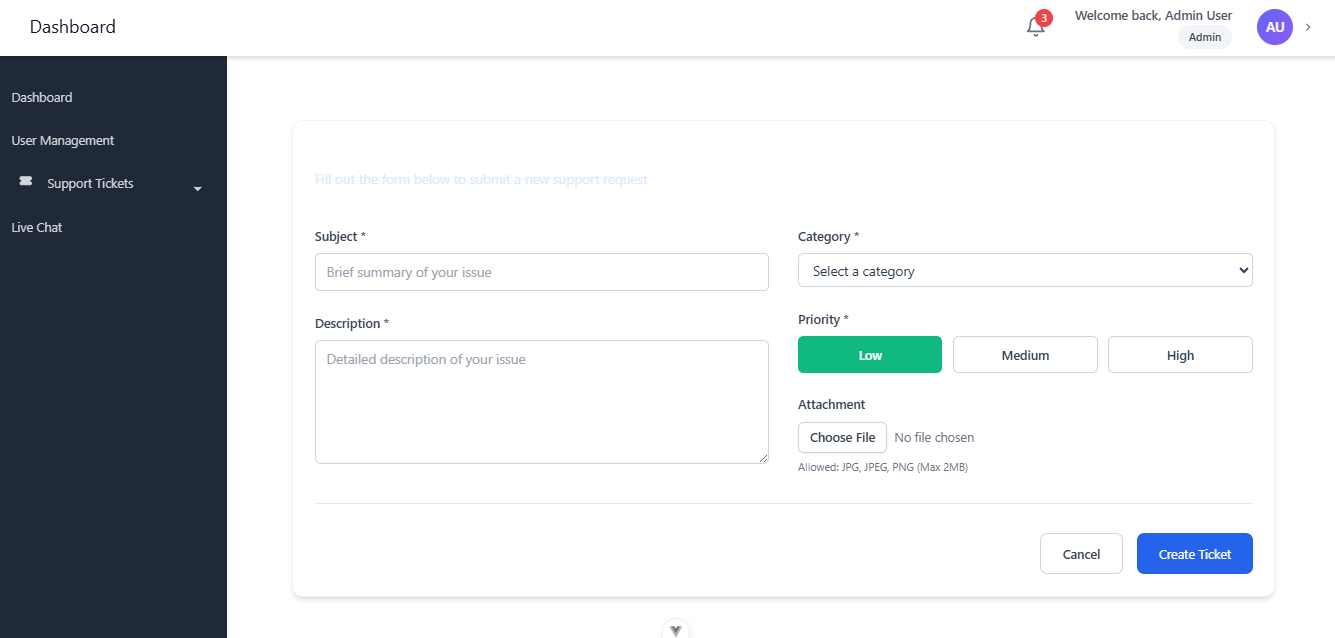 Dashboard
3
Welcome back, Admin User
Admin
AU
Dashboard
User Management
Support Tickets
Live Chat
Fill out the form below to submit a new support request
Subject *
Brief summary of your issue
Description *
Detailed description of your issue
Category *
Select a category
Priority *
Low Medium High
Attachment
Choose File No file chosen
Allowed: JPG, JPEG, PNG (Max 2MB)
Cancel Create Ticket